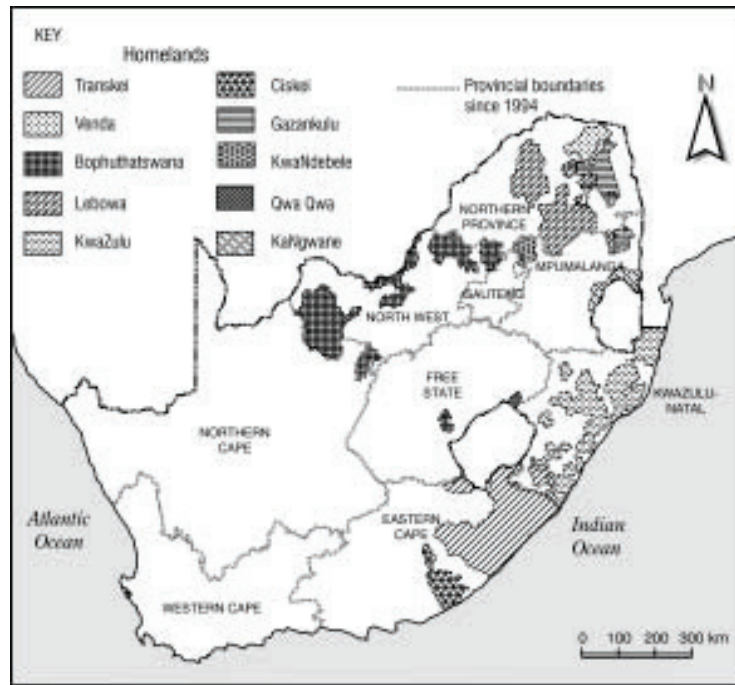 KEY
Homelands
Transkei
Venda
Bophuthatswana
Lebowa
KwaZulu
Ciskei
Gazankulu
KwaNdebele
Qwa Qwa
KaNgwane
Provincial boundaries
since 1994
N
NORTHERN
PROVINCE
MPUMALANGA
GAUTENG
NORTH WEST
FREE
STATE
KWAZULU-
NATAL
NORTHERN
CAPE
EASTERN
CAPE
WESTERN CAPE
Atlantic
Ocean
Indian
Ocean
0 100 200 300 km